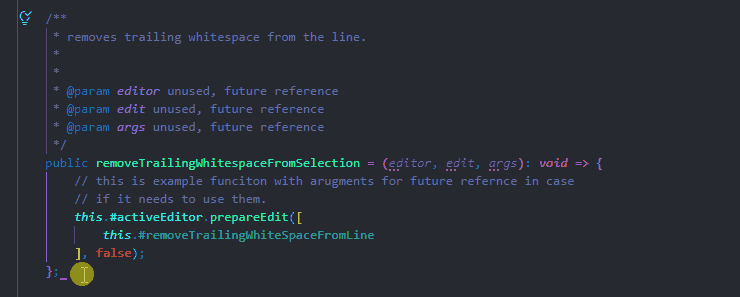 /**
 * removes trailing whitespace from the line.
 *
 *
 * @param editor unused, future reference
 * @param edit unused, future reference
 * @param args unused, future reference
 */
public removeTrailingWhitespaceFromSelection = (editor, edit, args): void => {
    // this is example funciton with arugments for future refernce in case
    // if it needs to use them.
    this.#activeEditor.prepareEdit([
        this.#removeTrailingWhiteSpaceFromLine
    ], false);
};